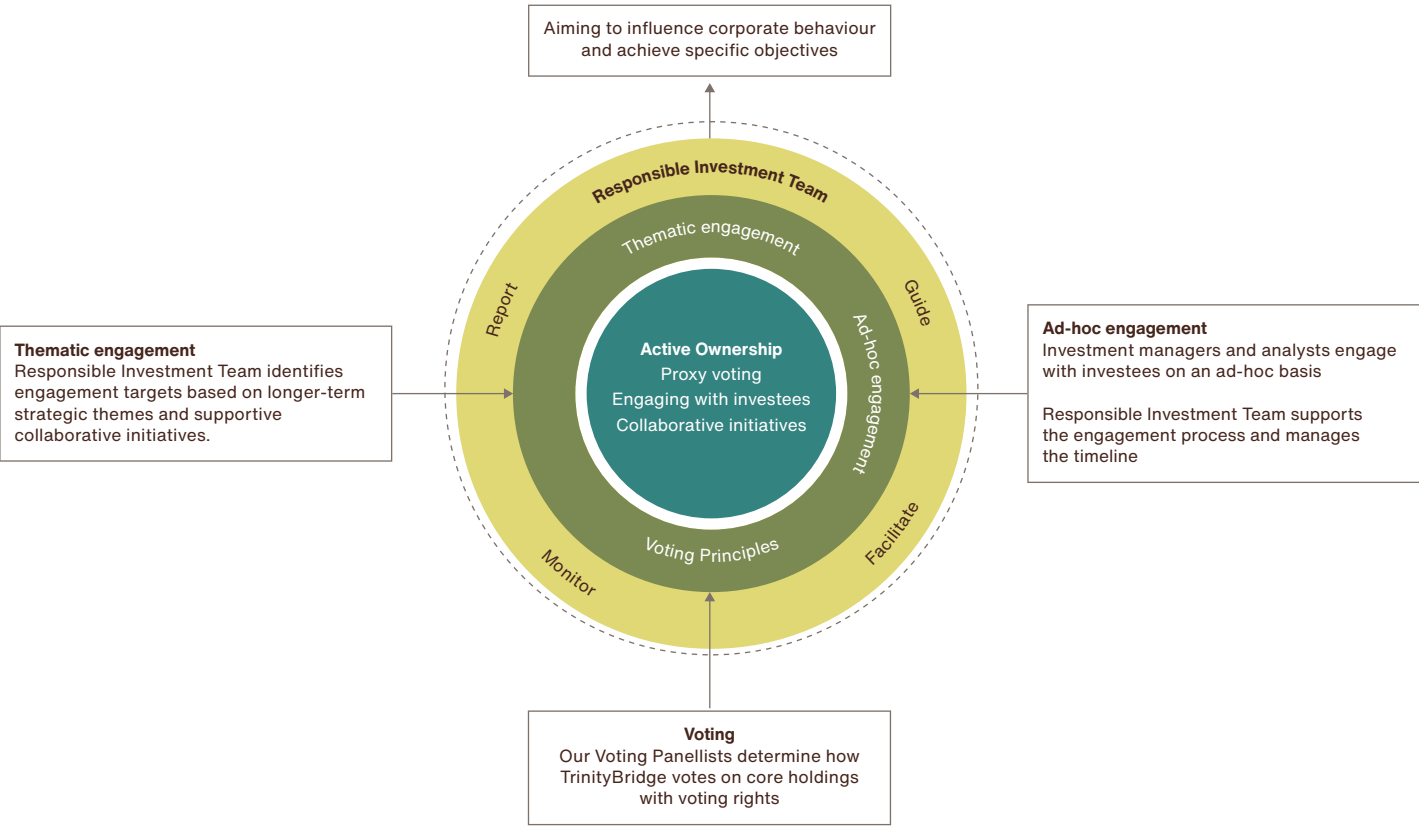 Aiming to influence corporate behaviour
and achieve specific objectives
Responsible Investment Team
Thematic engagement
Report
Guide
Ad-hoc engagement
Active Ownership
Proxy voting
Engaging with investees
Collaborative initiatives
Thematic engagement
Responsible Investment Team identifies
engagement targets based on longer-term
strategic themes and supportive
collaborative initiatives.
Ad-hoc engagement
Investment managers and analysts engage
with investees on an ad-hoc basis
Responsible Investment Team supports
the engagement process and manages
the timeline
Monitor
Voting Principles
Facilitate
Voting
Our Voting Panellists determine how
TrinityBridge votes on core holdings
with voting rights